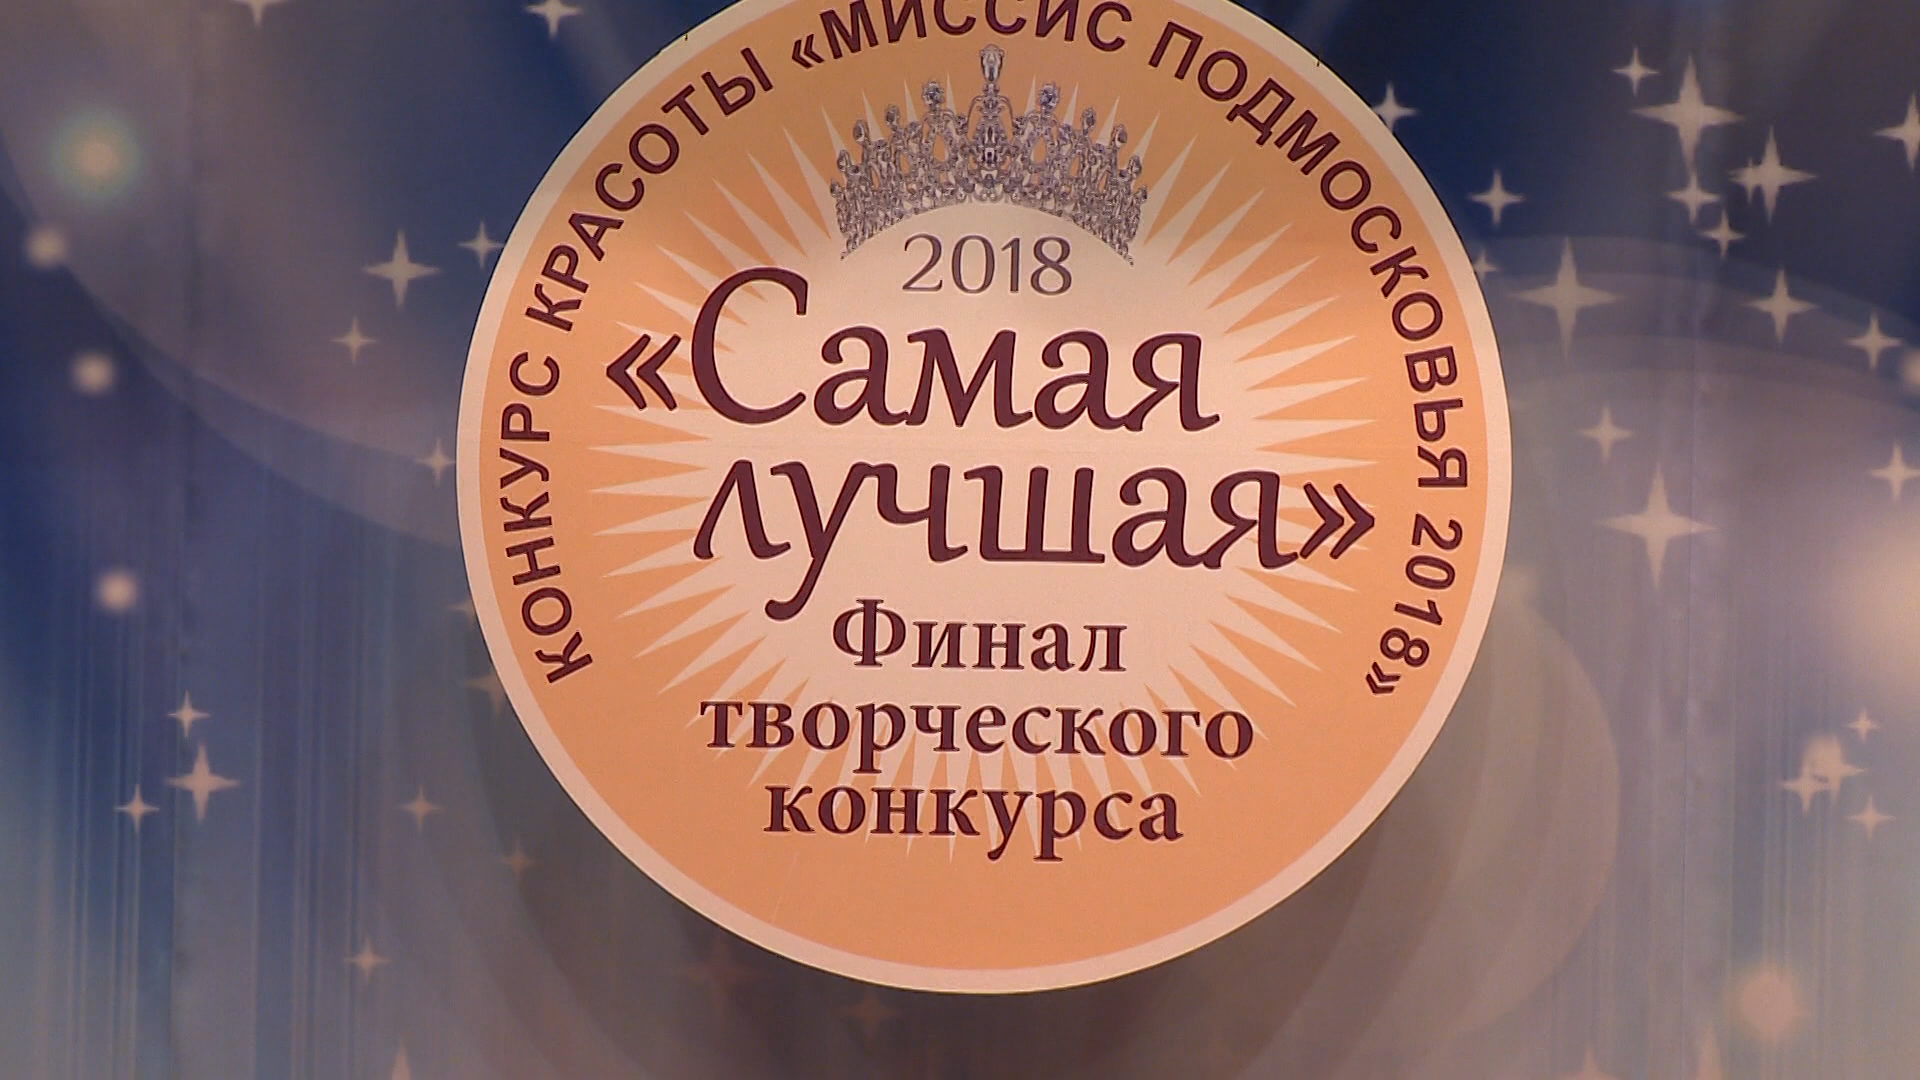 КОНКУРС КРАСОТЫ «МИССИС ПОДМОСКОВЬЯ 2018»
2018
«Самая
лучшая»
Финал
творческого
конкурса